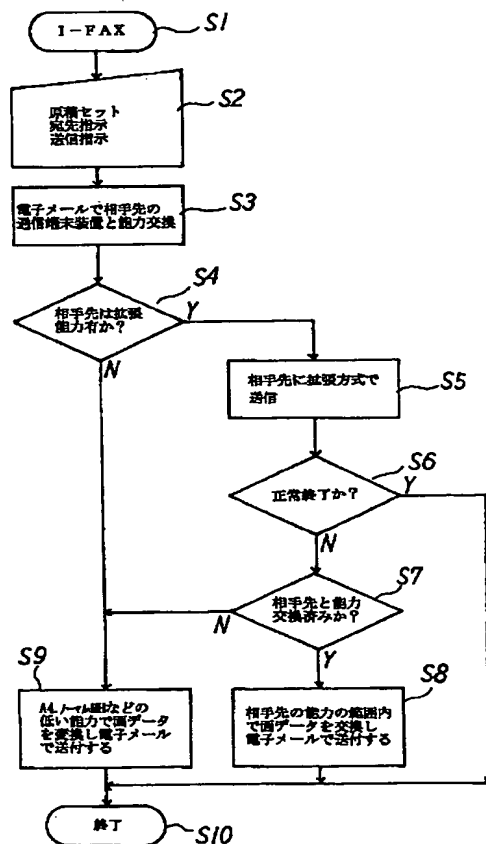 I-FAX
S1
原稿セット
宛先指示
送信指示
S2
電子メールで相手先の
通信端末装置と能力交換
S3
S4
相手先は拡張
能力有か?
Y
N
相手先に拡張方式で
送信
S5
S6
正常終了か?
Y
N
S7
相手先と能力
交換済みか?
N
Y
S9
A4,ノーマル
などの
低い能力で画データ
を変換し電子メール
で送付する
S8
相手先の能力の範囲内
で画データを交換し
電子メールで送付する
終了
S10